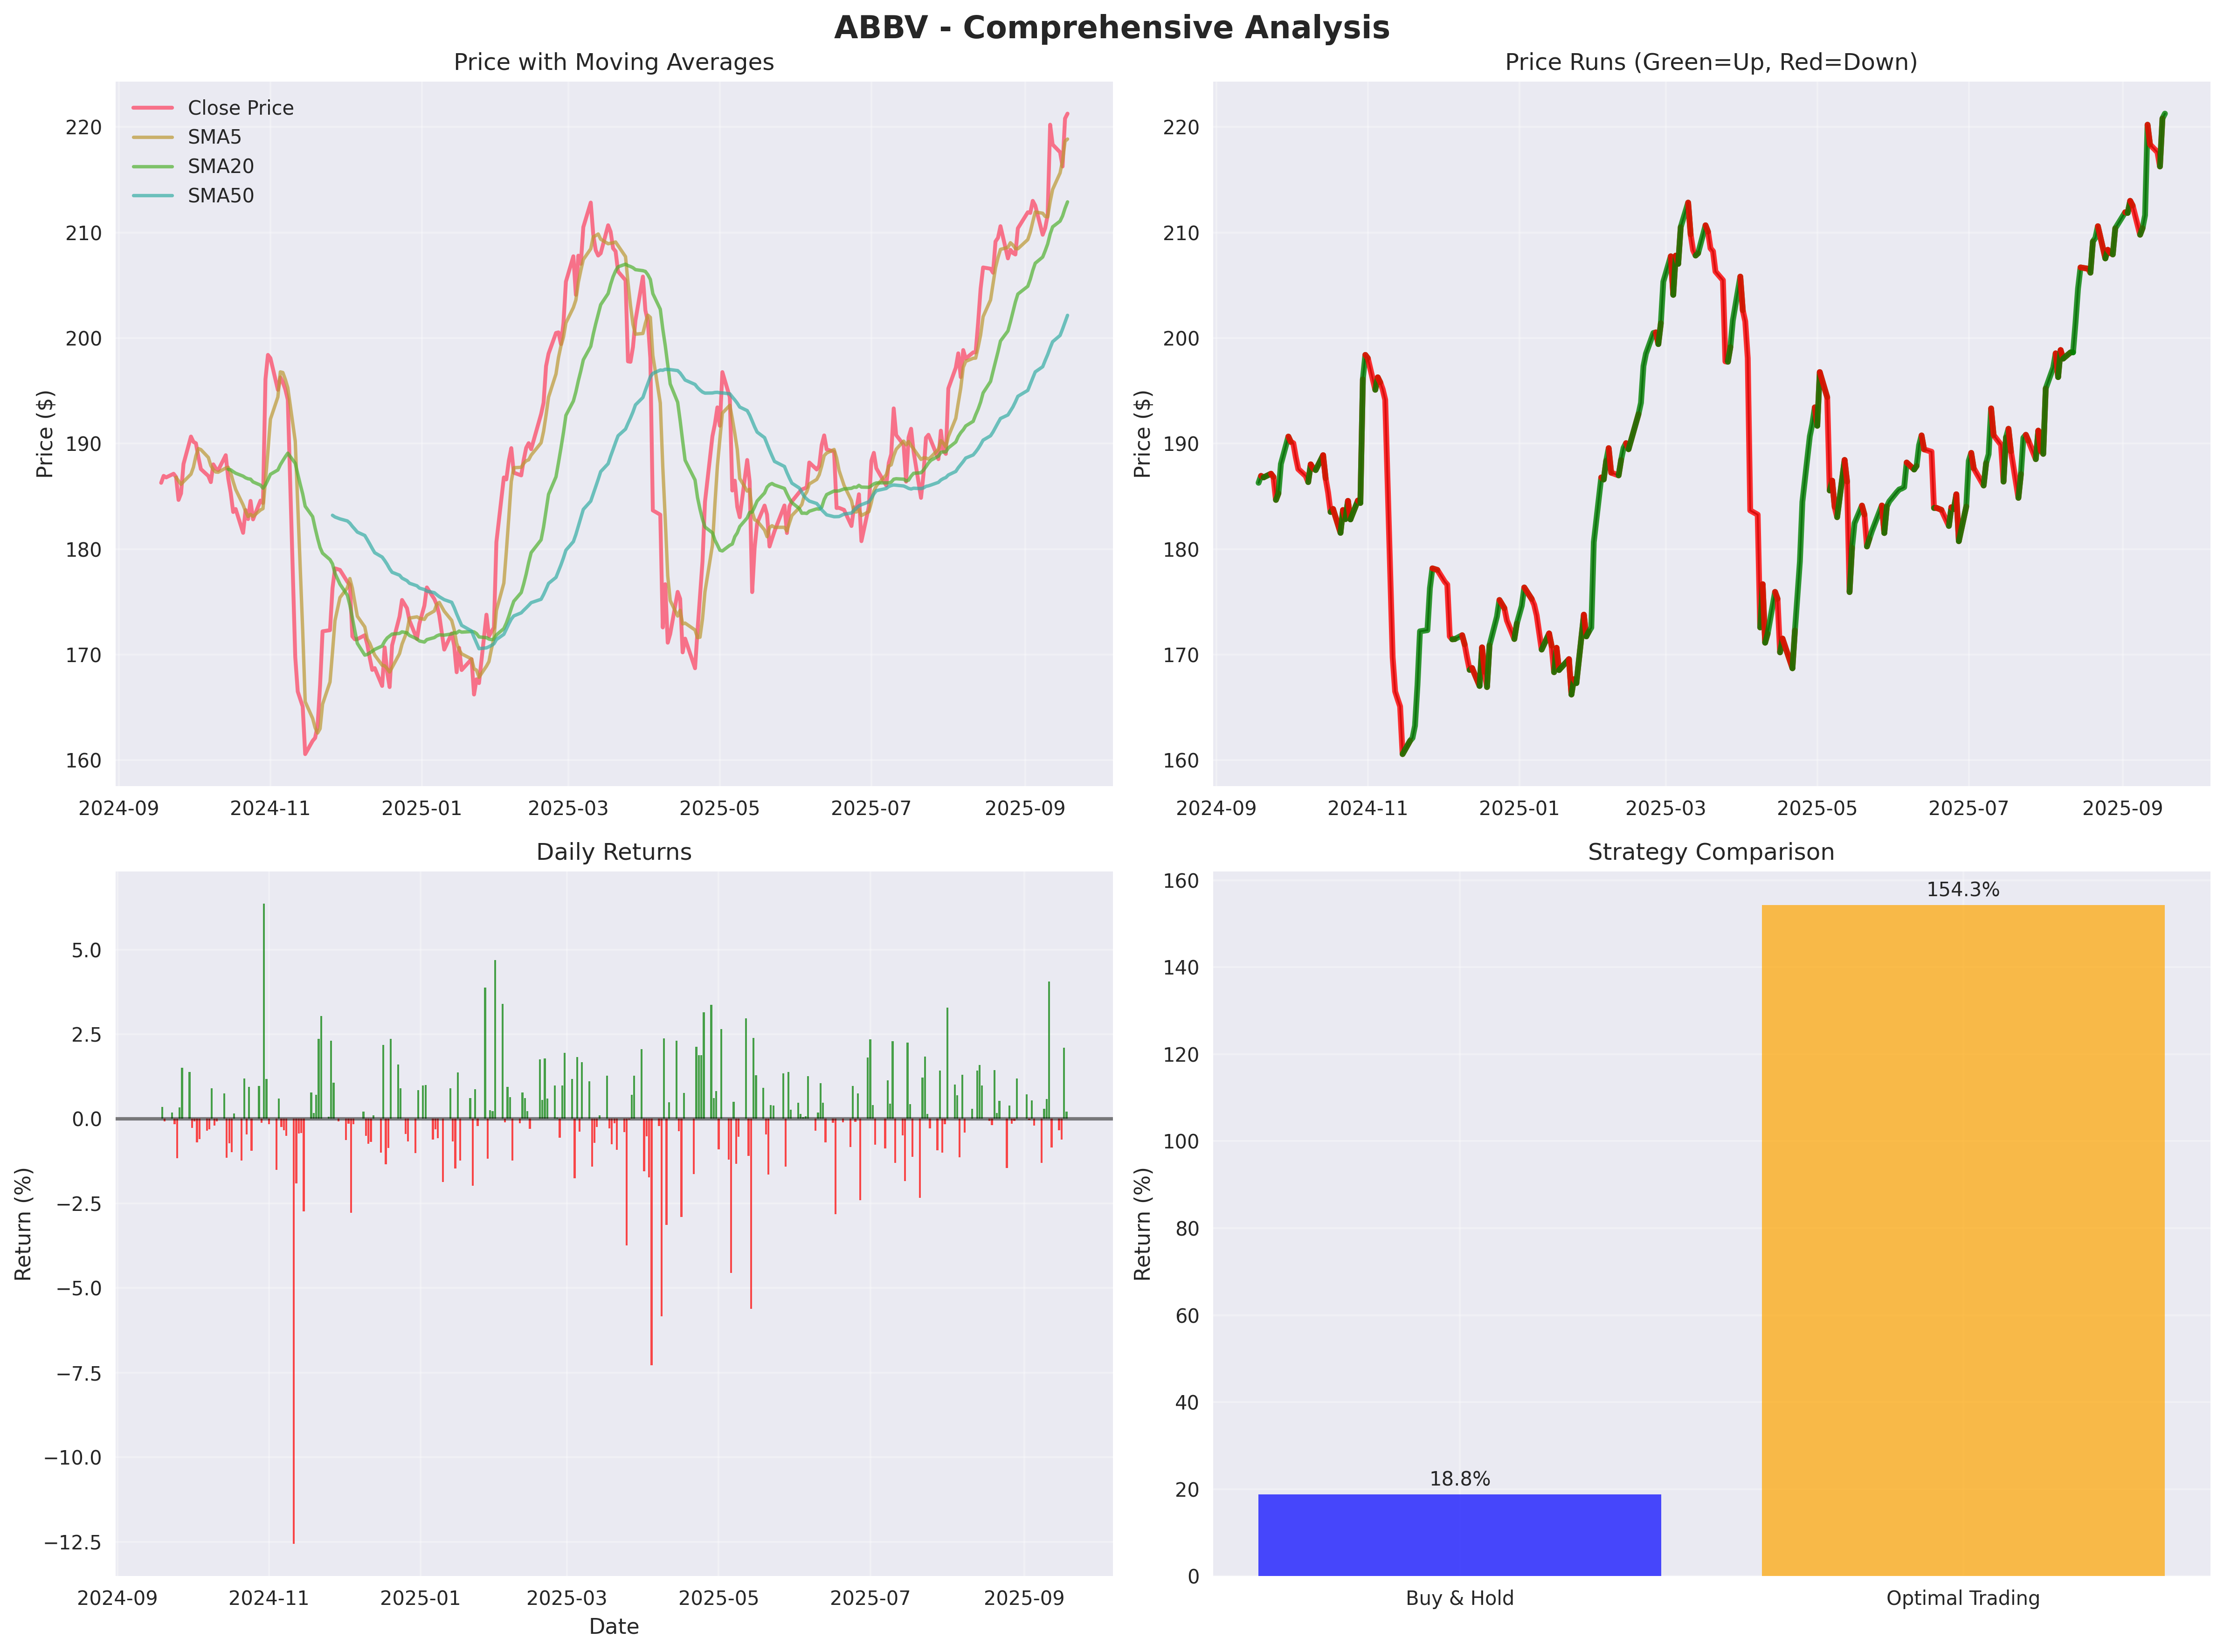 ABBV - Comprehensive Analysis
Price with Moving Averages
Close Price
SMA5
SMA20
SMA50
Price ($)
220
210
200
190
180
170
160
2024-09 2024-11 2025-01 2025-03 2025-05 2025-07 2025-09
Price Runs (Green=Up, Red=Down)
Price ($)
220
210
200
190
180
170
160
2024-09 2024-11 2025-01 2025-03 2025-05 2025-07 2025-09
Daily Returns
Return (%)
5.0
2.5
0.0
−2.5
−5.0
−7.5
−10.0
−12.5
2024-09 2024-11 2025-01 2025-03 2025-05 2025-07 2025-09
Date
Strategy Comparison
Return (%)
160
140
120
100
80
60
40
20
0
154.3%
18.8%
Buy & Hold Optimal Trading